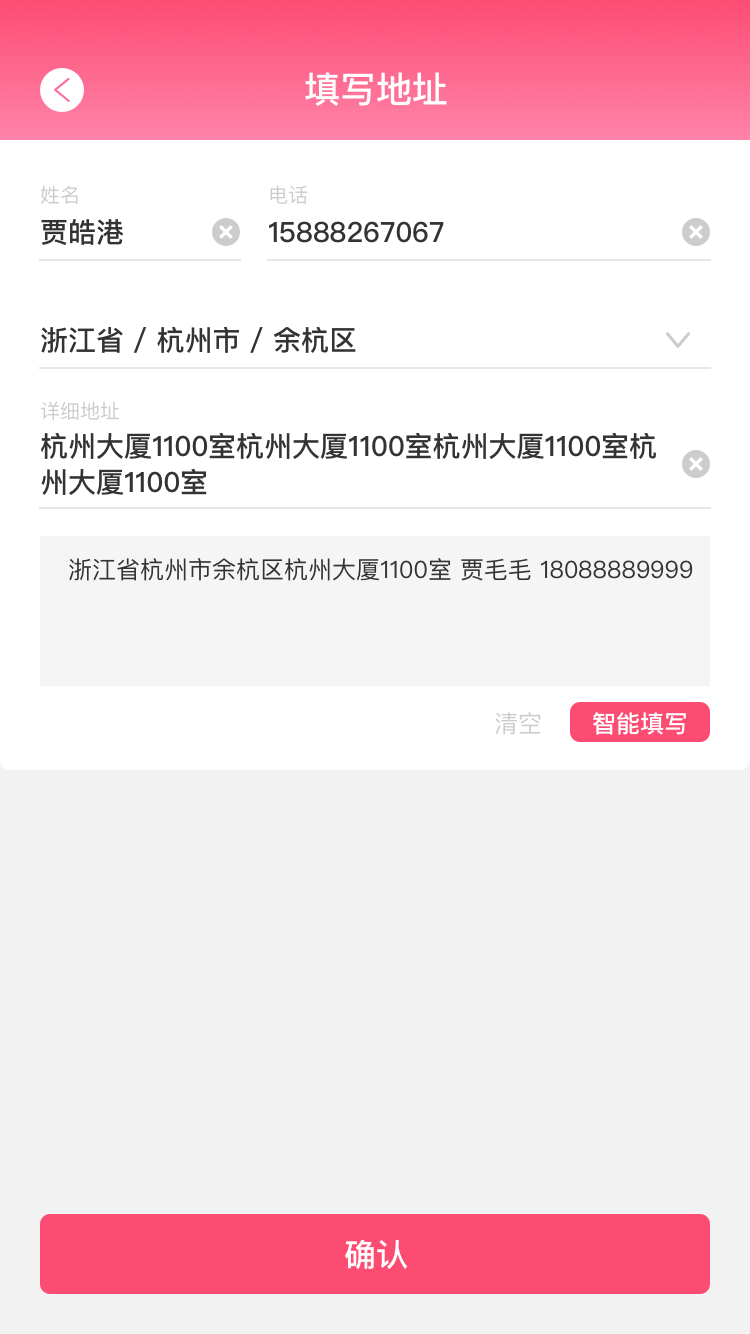 填写地址
姓名
电话
贾皓港
15888267067
浙江省 / 杭州市 / 余杭区
详细地址
杭州大厦1100室杭州大厦1100室杭州大厦1100室杭
州大厦1100室
浙江省杭州市余杭区杭州大厦1100室 贾毛毛 18088889999
清空
智能填写
确认